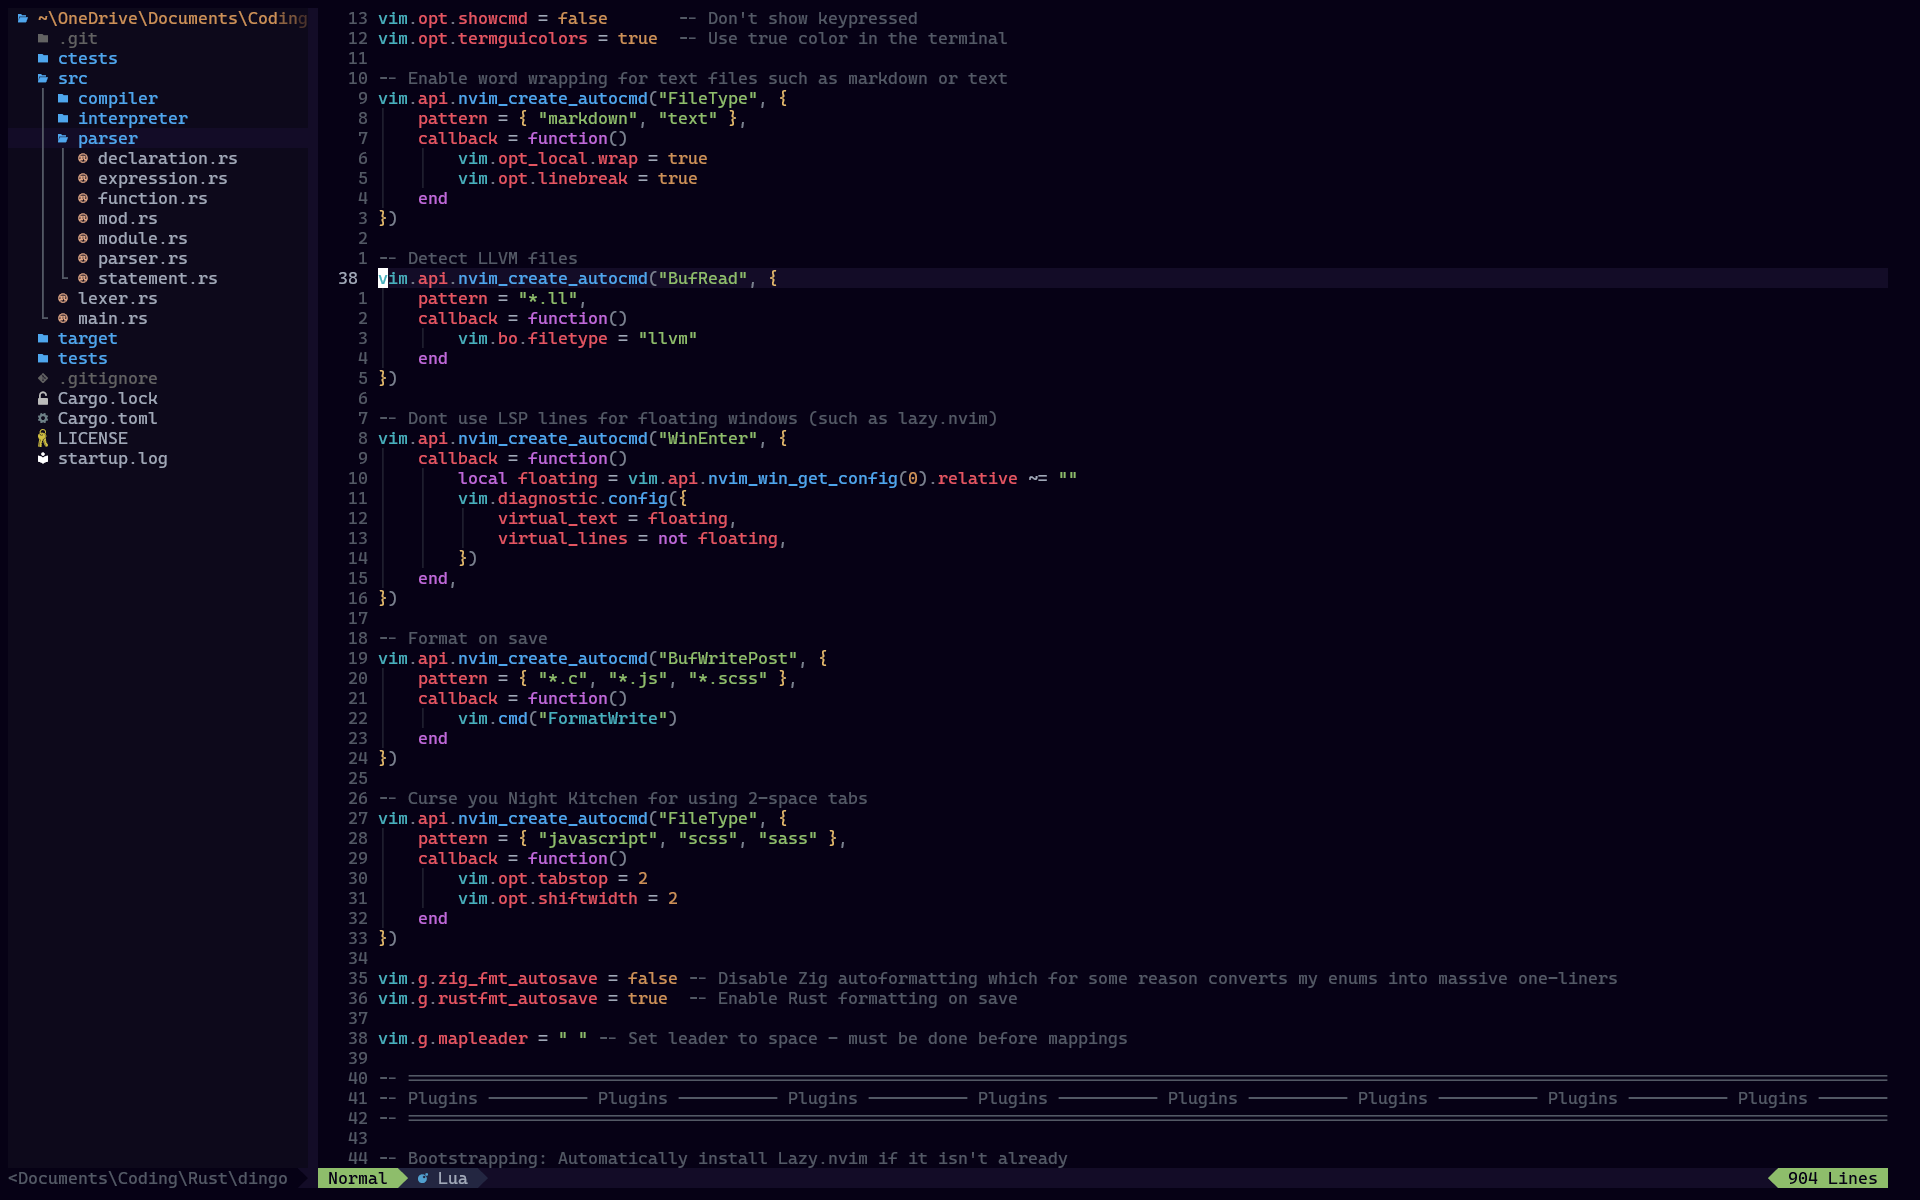 ~\OneDrive\Documents\Coding
.git
ctests
src
compiler
interpreter
parser
declaration.rs
expression.rs
function.rs
mod.rs
module.rs
parser.rs
statement.rs
lexer.rs
main.rs
target
tests
.gitignore
Cargo.lock
Cargo.toml
LICENSE
startup.log
<Documents\Coding\Rust\dingo
13 vim.opt.showcmd = false       -- Don't show keypressed
12 vim.opt.termguicolors = true  -- Use true color in the terminal
11
10 -- Enable word wrapping for text files such as markdown or text
9 vim.api.nvim_create_autocmd("FileType", {
8     pattern = { "markdown", "text" },
7     callback = function()
6         vim.opt_local.wrap = true
5         vim.opt.linebreak = true
4     end
3 })
2
1 -- Detect LLVM files
38 vim.api.nvim_create_autocmd("BufRead", {
1     pattern = "*.ll",
2     callback = function()
3         vim.bo.filetype = "llvm"
4     end
5 })
6
7 -- Dont use LSP lines for floating windows (such as lazy.nvim)
8 vim.api.nvim_create_autocmd("WinEnter", {
9     callback = function()
10         local floating = vim.api.nvim_win_get_config(0).relative ~= ""
11         vim.diagnostic.config({
12             virtual_text = floating,
13             virtual_lines = not floating,
14         })
15     end,
16 })
17
18 -- Format on save
19 vim.api.nvim_create_autocmd("BufWritePost", {
20     pattern = { "*.c", "*.js", "*.scss" },
21     callback = function()
22         vim.cmd("FormatWrite")
23     end
24 })
25
26 -- Curse you Night Kitchen for using 2-space tabs
27 vim.api.nvim_create_autocmd("FileType", {
28     pattern = { "javascript", "scss", "sass" },
29     callback = function()
30         vim.opt.tabstop = 2
31         vim.opt.shiftwidth = 2
32     end
33 })
34
35 vim.g.zig_fmt_autosave = false -- Disable Zig autoformatting which for some reason converts my enums into massive one-liners
36 vim.g.rustfmt_autosave = true  -- Enable Rust formatting on save
37
38 vim.g.mapleader = " " -- Set leader to space - must be done before mappings
39
40 -- ====================================================================================================================================================
41 -- Plugins ---------- Plugins ---------- Plugins ---------- Plugins ---------- Plugins ---------- Plugins ---------- Plugins ---------- Plugins -------
42 -- ====================================================================================================================================================
43
44 -- Bootstrapping: Automatically install Lazy.nvim if it isn't already
Normal Lua 904 Lines